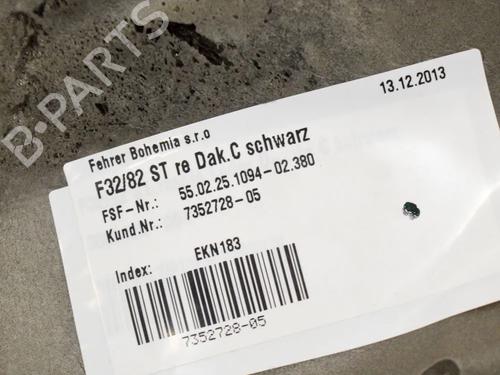 13.12.2013
Fehrer Bohemia s.r.o
F32/82 ST re Dak.C schwarz
FSF-Nr.: 55.02.25.1094-02.380
Kund.Nr.: 7352728-05
Index: EKN183
7352728-05
B-PARTS